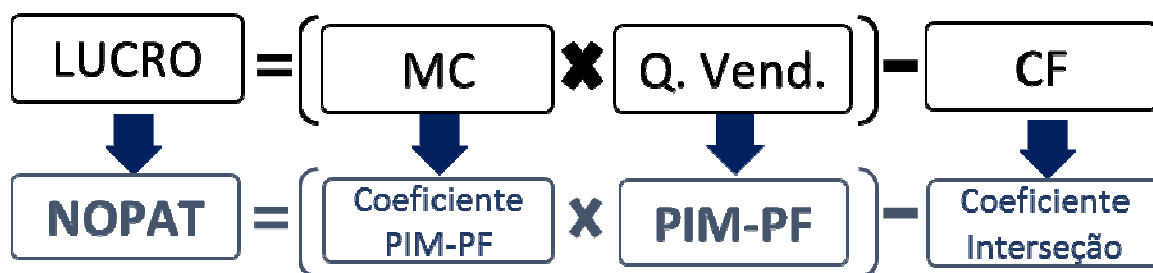 LUCRO = ( MC × Q. Vend. ) − CF
NOPAT = ( Coeficiente PIM-PF × PIM-PF ) − Coeficiente Interseção